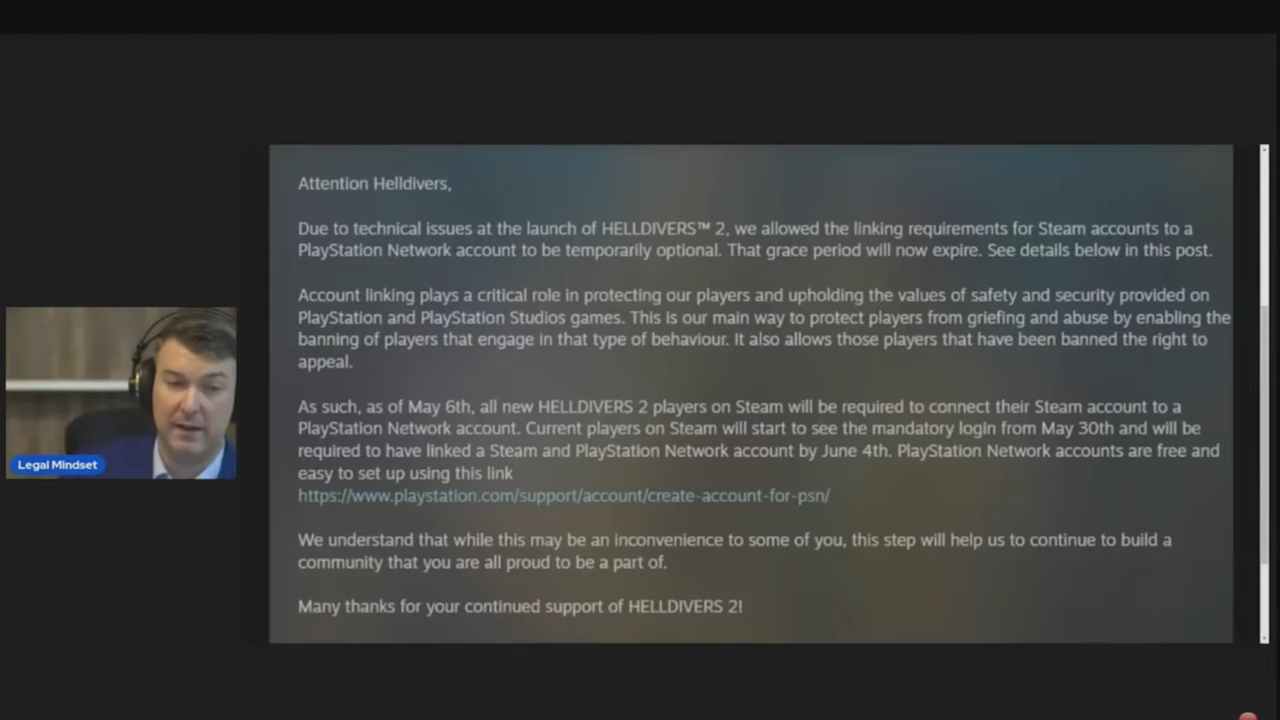 Attention Helldivers,
Due to technical issues at the launch of HELLDIVERS™ 2, we allowed the linking requirements for Steam accounts to a
PlayStation Network account to be temporarily optional. That grace period will now expire. See details below in this post.
Account linking plays a critical role in protecting our players and upholding the values of safety and security provided on
PlayStation and PlayStation Studios games. This is our main way to protect players from griefing and abuse by enabling the
banning of players that engage in that type of behaviour. It also allows those players that have been banned the right to
appeal.
As such, as of May 6th, all new HELLDIVERS 2 players on Steam will be required to connect their Steam account to a
PlayStation Network account. Current players on Steam will start to see the mandatory login from May 30th and will be
required to have linked a Steam and PlayStation Network account by June 4th. PlayStation Network accounts are free and
easy to set up using this link
https://www.playstation.com/support/account/create-account-for-psn/
We understand that while this may be an inconvenience to some of you, this step will help us to continue to build a
community that you are all proud to be a part of.
Many thanks for your continued support of HELLDIVERS 2!
Legal Mindset